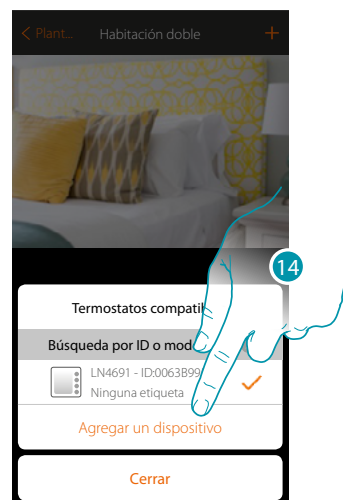 < Plant... Habitación doble +
14
Termostatos compati
Búsqueda por ID o mod
LN4691 - ID:0063B99
Ninguna etiqueta
Agregar un dispositivo
Cerrar